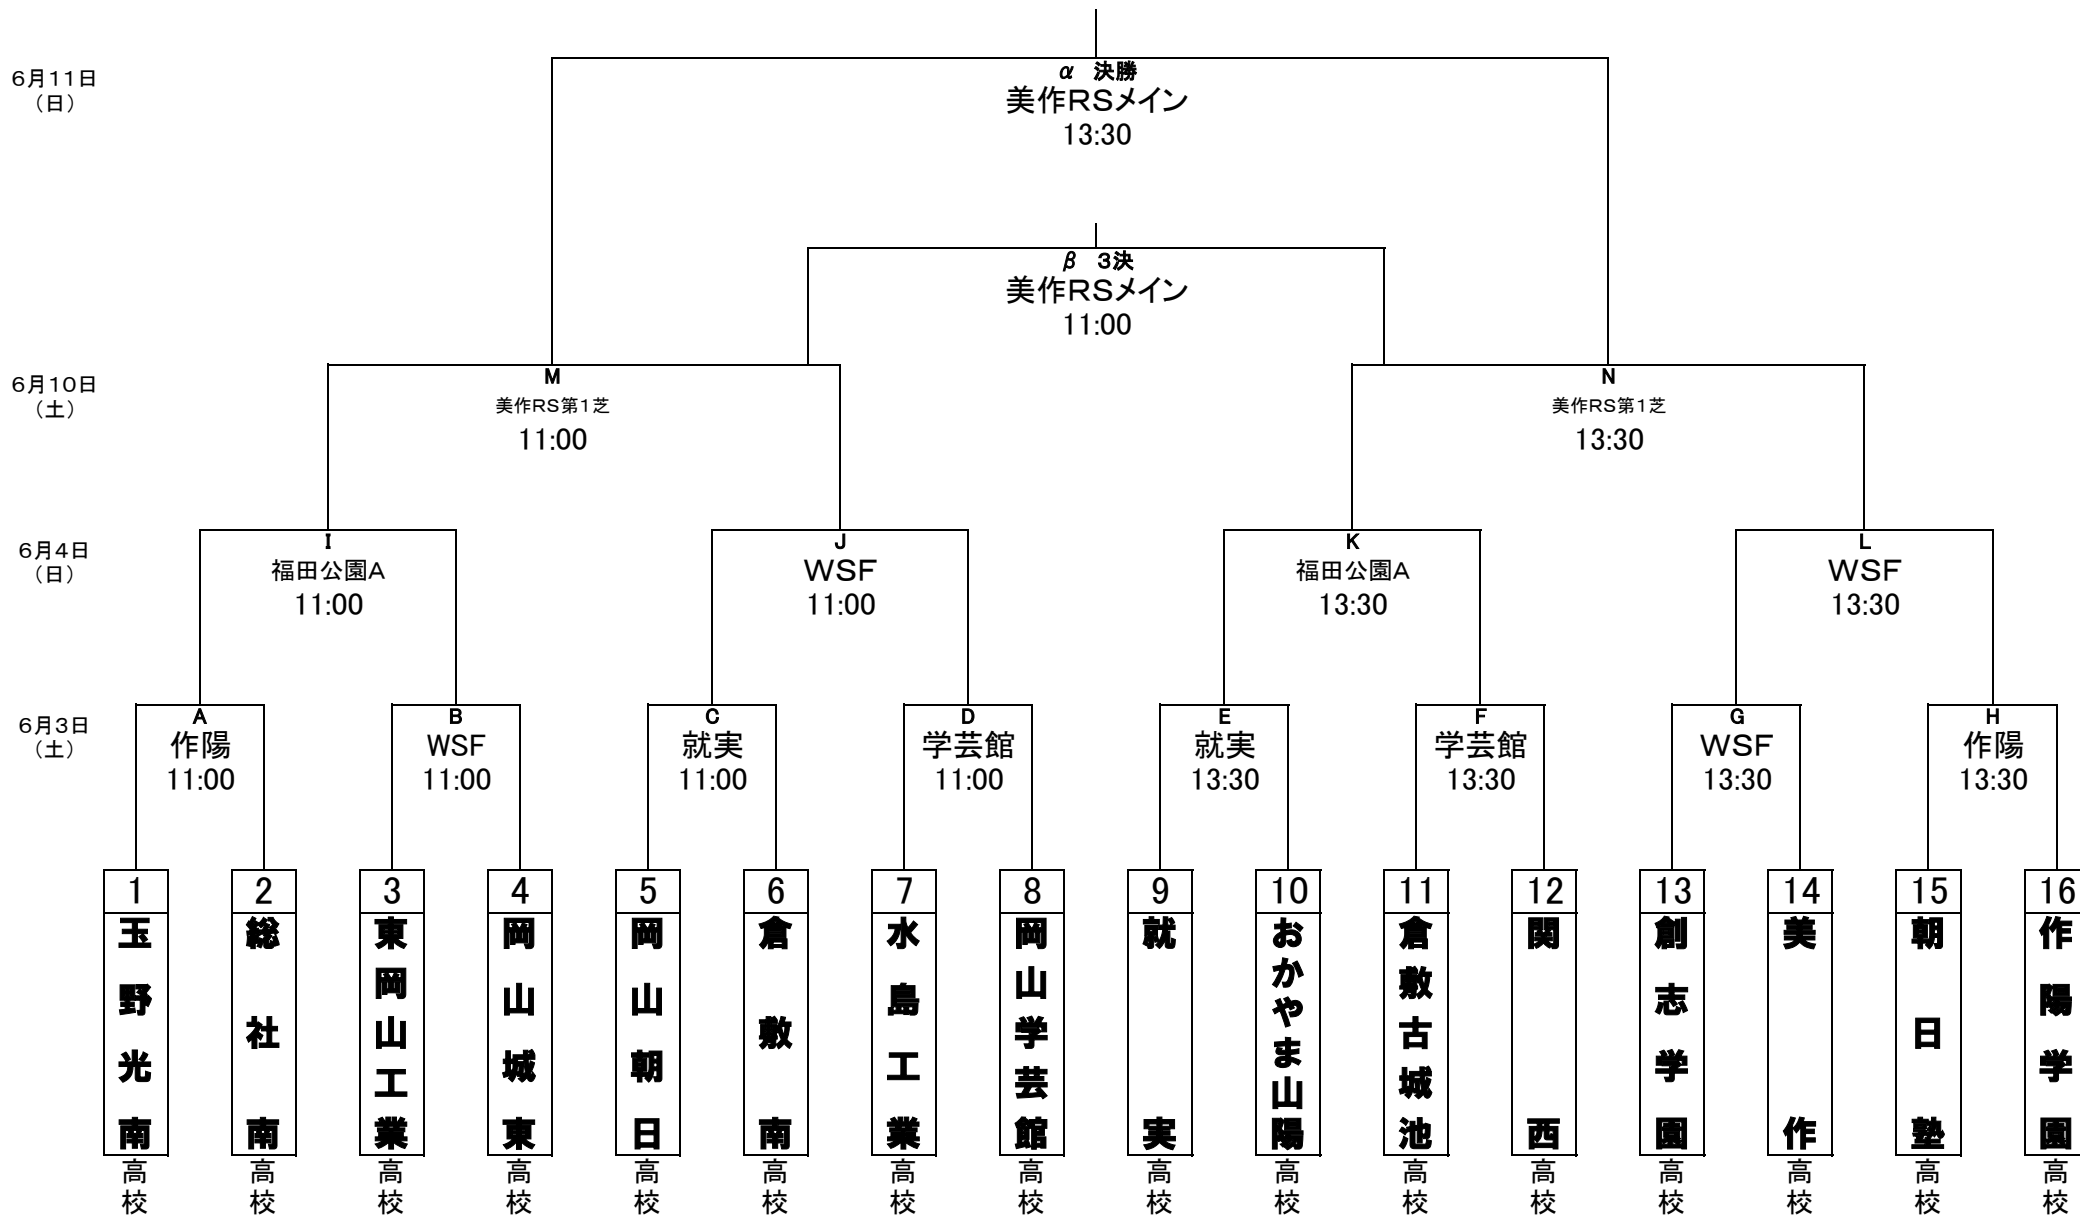 6月11日
（日）
α 決勝
美作RSメイン
13:30
β 3決
美作RSメイン
11:00
6月10日
（土）
M
美作RS第1芝
11:00
N
美作RS第1芝
13:30
6月4日
（日）
I
福田公園A
11:00
J
WSF
11:00
K
福田公園A
13:30
L
WSF
13:30
6月3日
（土）
A
作陽
11:00
B
WSF
11:00
C
就実
11:00
D
学芸館
11:00
E
就実
13:30
F
学芸館
13:30
G
WSF
13:30
H
作陽
13:30
1
玉野光南
高校
2
総社南
高校
3
東岡山工業
高校
4
岡山城東
高校
5
岡山朝日
高校
6
倉敷南
高校
7
水島工業
高校
8
岡山学芸館
高校
9
就実
高校
10
おかやま山陽
高校
11
倉敷古城池
高校
12
関西
高校
13
創志学園
高校
14
美作
高校
15
朝日塾
高校
16
作陽学園
高校